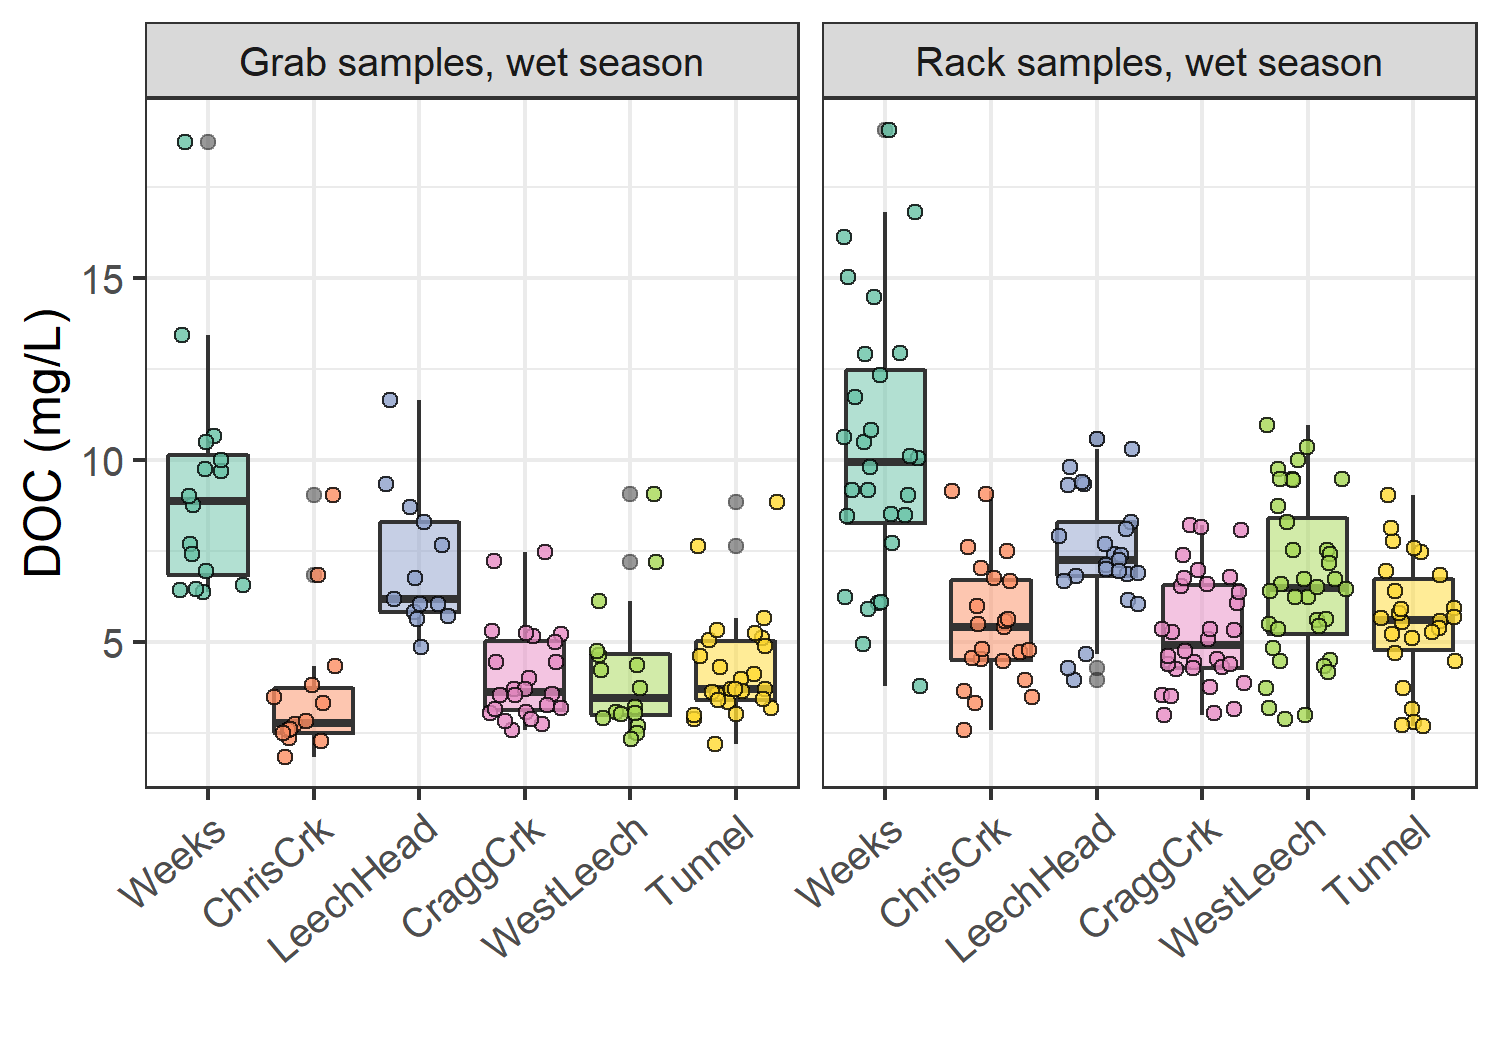 Grab samples, wet season
Rack samples, wet season
DOC (mg/L)
15
10
5
Weeks
ChrisCrk
LeechHead
CraggCrk
WestLeech
Tunnel
Weeks
ChrisCrk
LeechHead
CraggCrk
WestLeech
Tunnel